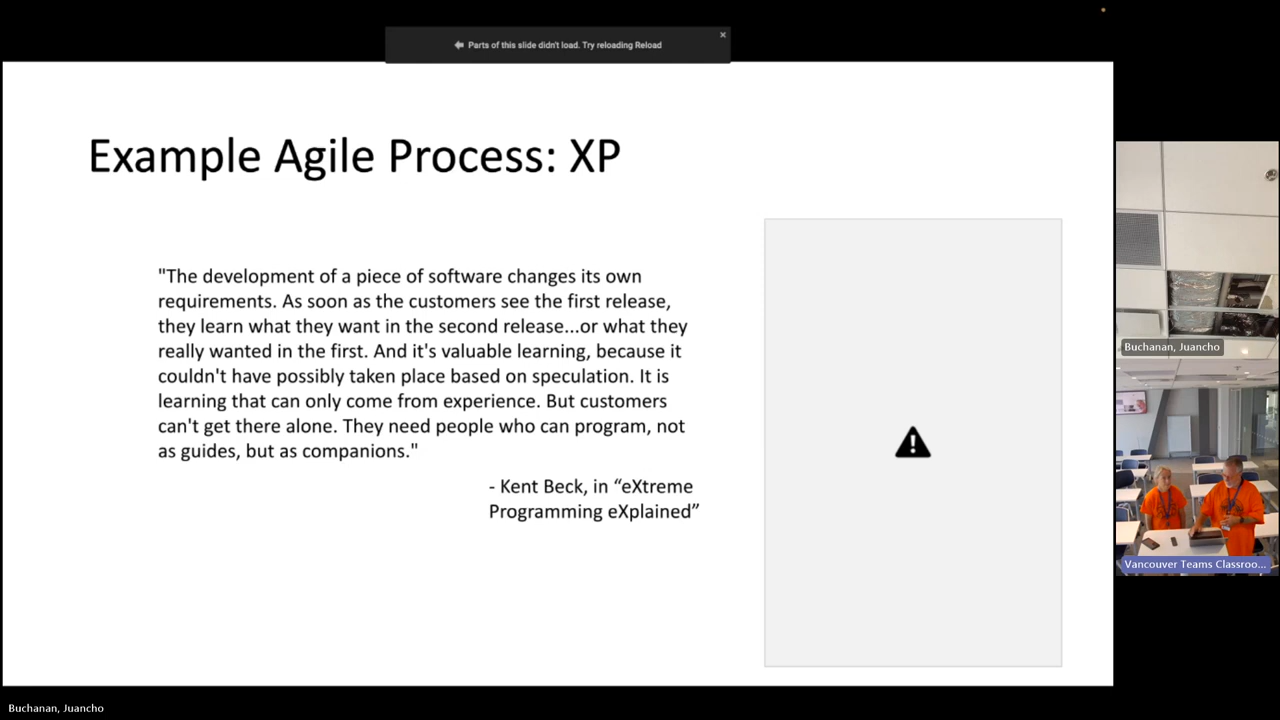 Parts of this slide didn't load. Try reloading Reload
Example Agile Process: XP
"The development of a piece of software changes its own
requirements. As soon as the customers see the first release,
they learn what they want in the second release...or what they
really wanted in the first. And it's valuable learning, because it
couldn't have possibly taken place based on speculation. It is
learning that can only come from experience. But customers
can't get there alone. They need people who can program, not
as guides, but as companions."
- Kent Beck, in “eXtreme
Programming eXplained”
Buchanan, Juancho
Vancouver Teams Classroo...
Buchanan, Juancho